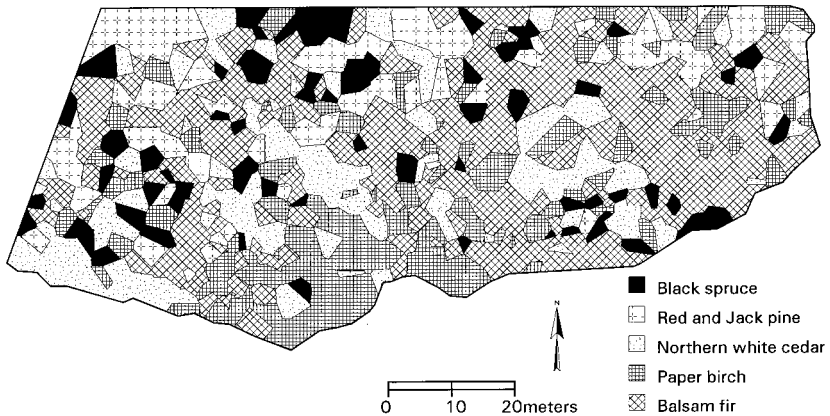 Black spruce
Red and Jack pine
Northern white cedar
Paper birch
Balsam fir
N
0 10 20meters